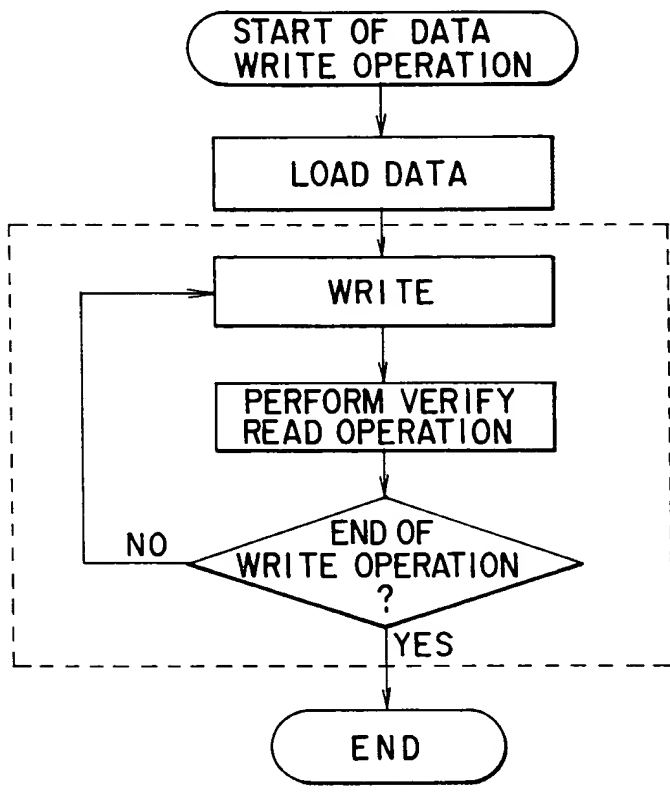 START OF DATA
WRITE OPERATION
LOAD DATA
WRITE
PERFORM VERIFY
READ OPERATION
END OF
WRITE OPERATION
?
NO
YES
END